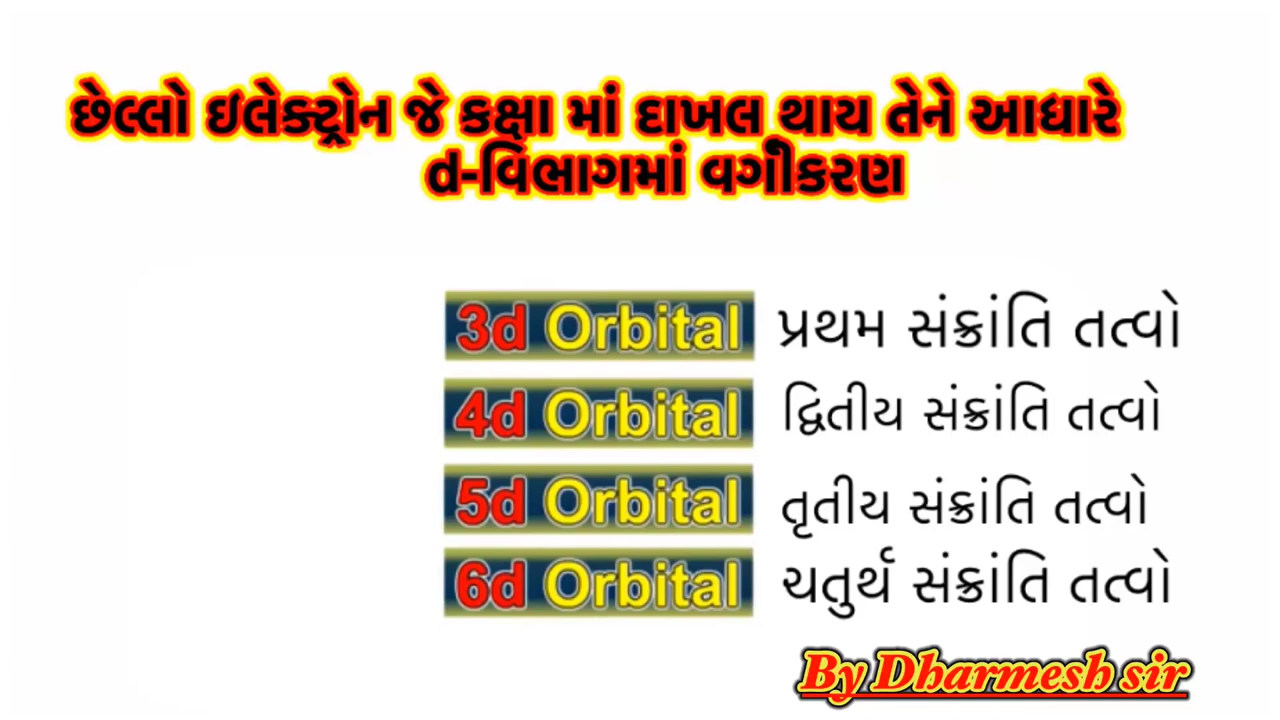 છેલ્લો ઇલેક્ટ્રોન જે કક્ષા માં દાખલ થાય તેને આધારે
d-વિભાગમાં વર્ગીકરણ
3d Orbital પ્રથમ સંક્રાંતિ તત્વો
4d Orbital દ્વિતીય સંક્રાંતિ તત્વો
5d Orbital તૃતીય સંક્રાંતિ તત્વો
6d Orbital ચતુર્થ સંક્રાંતિ તત્વો
By Dharmesh sir